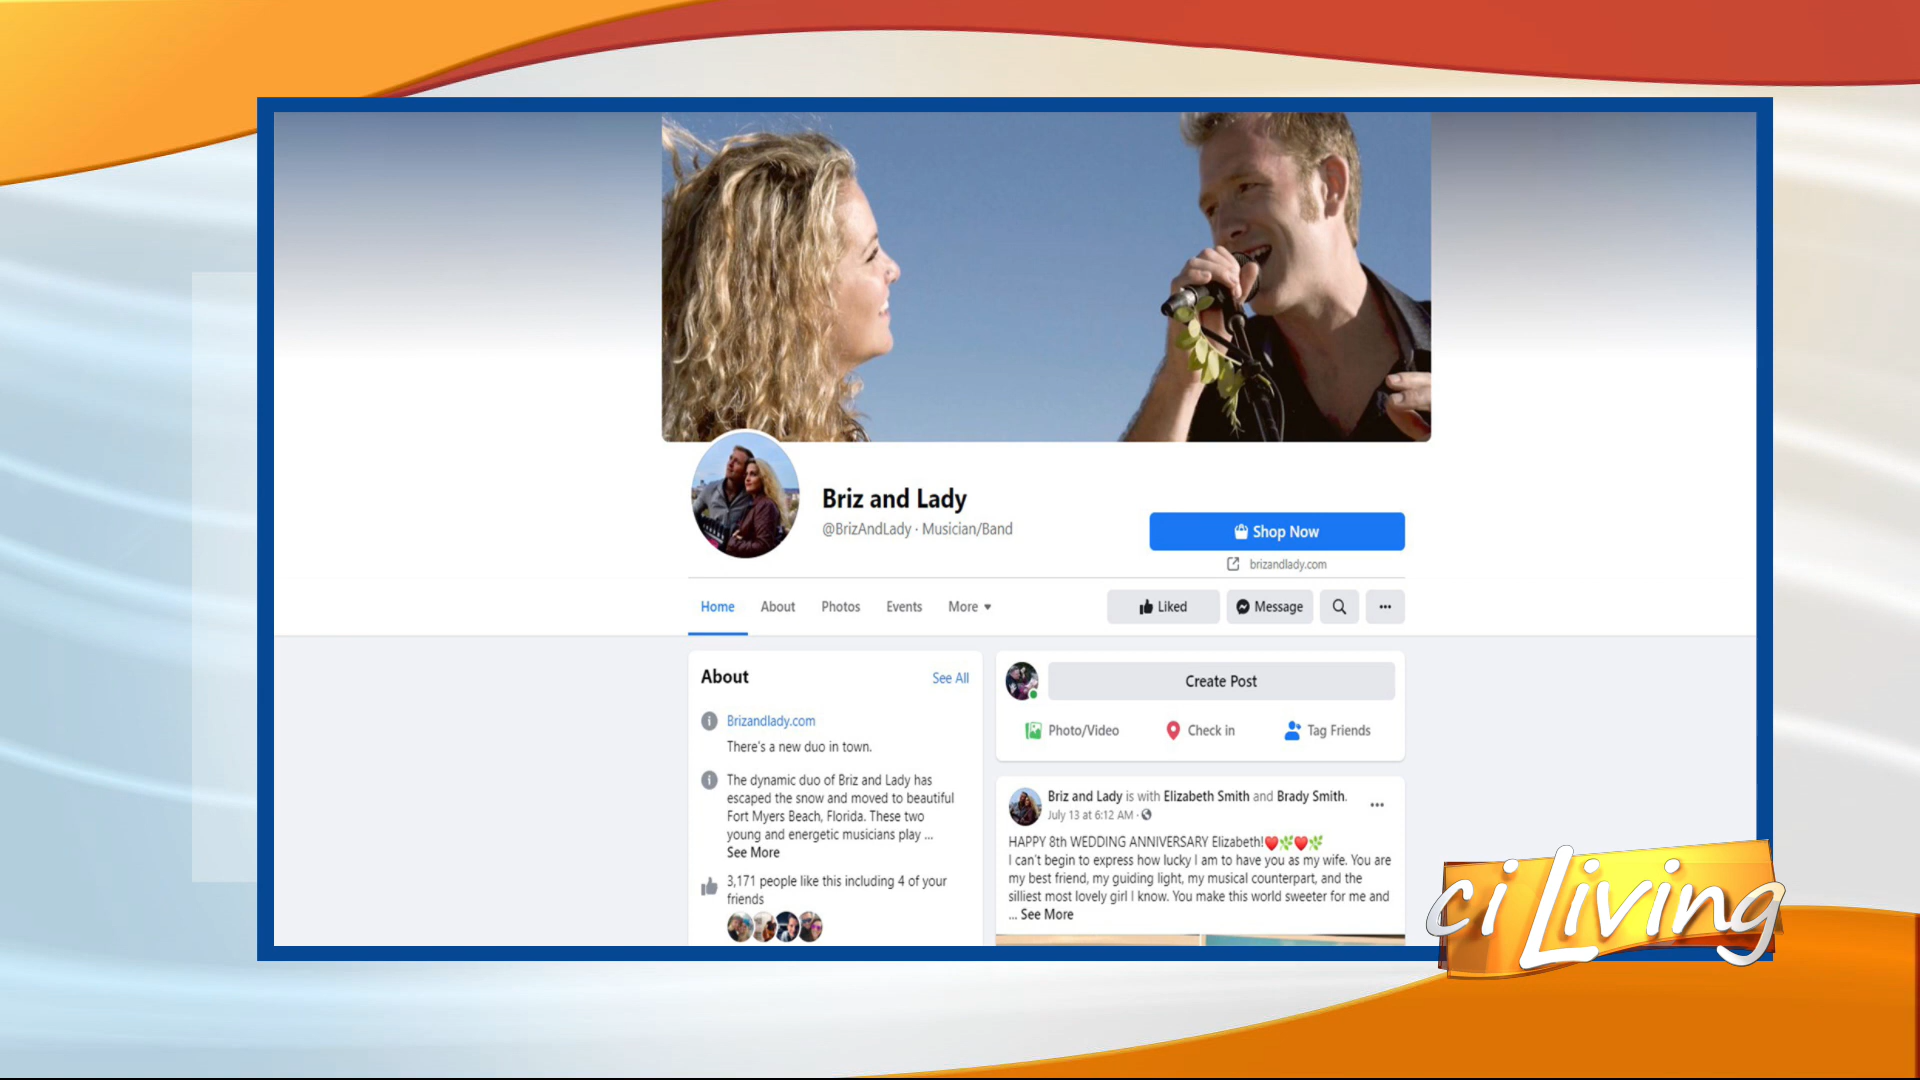 Briz and Lady
@BrizAndLady · Musician/Band
Shop Now
brizandlady.com
Home About Photos Events More
Liked Message
About See All
Brizandlady.com
There's a new duo in town.
The dynamic duo of Briz and Lady has
escaped the snow and moved to beautiful
Fort Myers Beach, Florida. These two
young and energetic musicians play ...
See More
3,171 people like this including 4 of your
friends
Create Post
Photo/Video Check in Tag Friends
Briz and Lady is with Elizabeth Smith and Brady Smith.
July 13 at 6:12 AM ·
HAPPY 8th WEDDING ANNIVERSARY Elizabeth!❤️🌿❤️🌿
I can't begin to express how lucky I am to have you as my wife. You are
my best friend, my guiding light, my musical counterpart, and the
silliest most lovely girl I know. You make this world sweeter for me and
... See More
ci Living